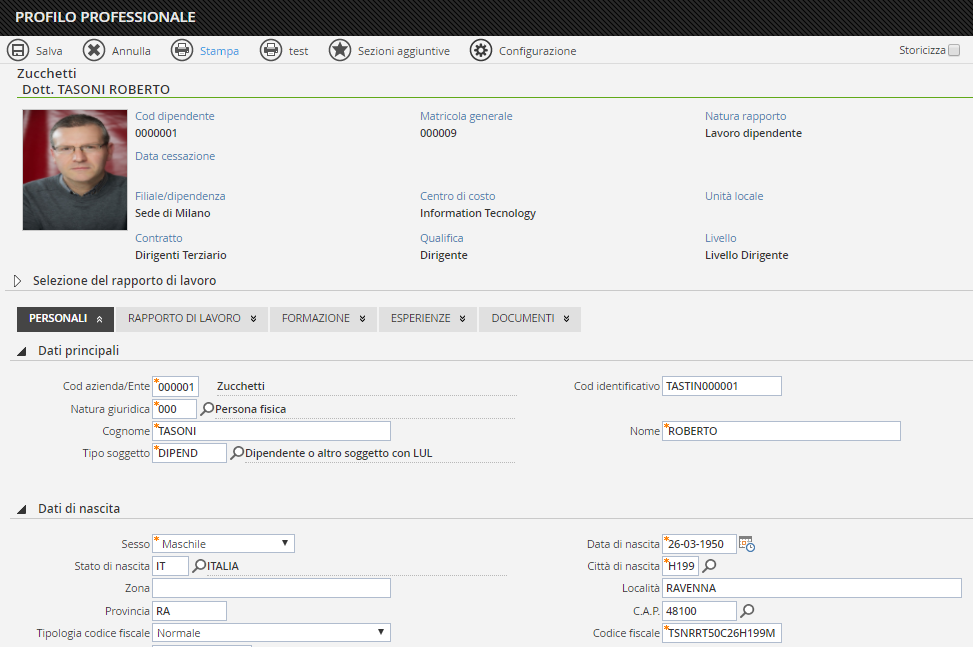 PROFILO PROFESSIONALE
Salva Annulla Stampa test Sezioni aggiuntive Configurazione Storicizza
Zucchetti
Dott. TASONI ROBERTO
Cod dipendente Matricola generale Natura rapporto
0000001 000009 Lavoro dipendente
Data cessazione
Filiale/dipendenza Centro di costo Unità locale
Sede di Milano Information Tecnology
Contratto Qualifica Livello
Dirigenti Terziario Dirigente Livello Dirigente
Selezione del rapporto di lavoro
PERSONALI RAPPORTO DI LAVORO FORMAZIONE ESPERIENZE DOCUMENTI
Dati principali
Cod azienda/Ente *000001 Zucchetti Cod identificativo TASTIN000001
Natura giuridica *000 Persona fisica
Cognome *TASONI Nome *ROBERTO
Tipo soggetto *DIPEND Dipendente o altro soggetto con LUL
Dati di nascita
Sesso * Maschile Data di nascita *26-03-1950
Stato di nascita IT ITALIA Città di nascita *H199
Zona Località RAVENNA
Provincia RA C.A.P. 48100
Tipologia codice fiscale Normale Codice fiscale *TSNRRT50C26H199M